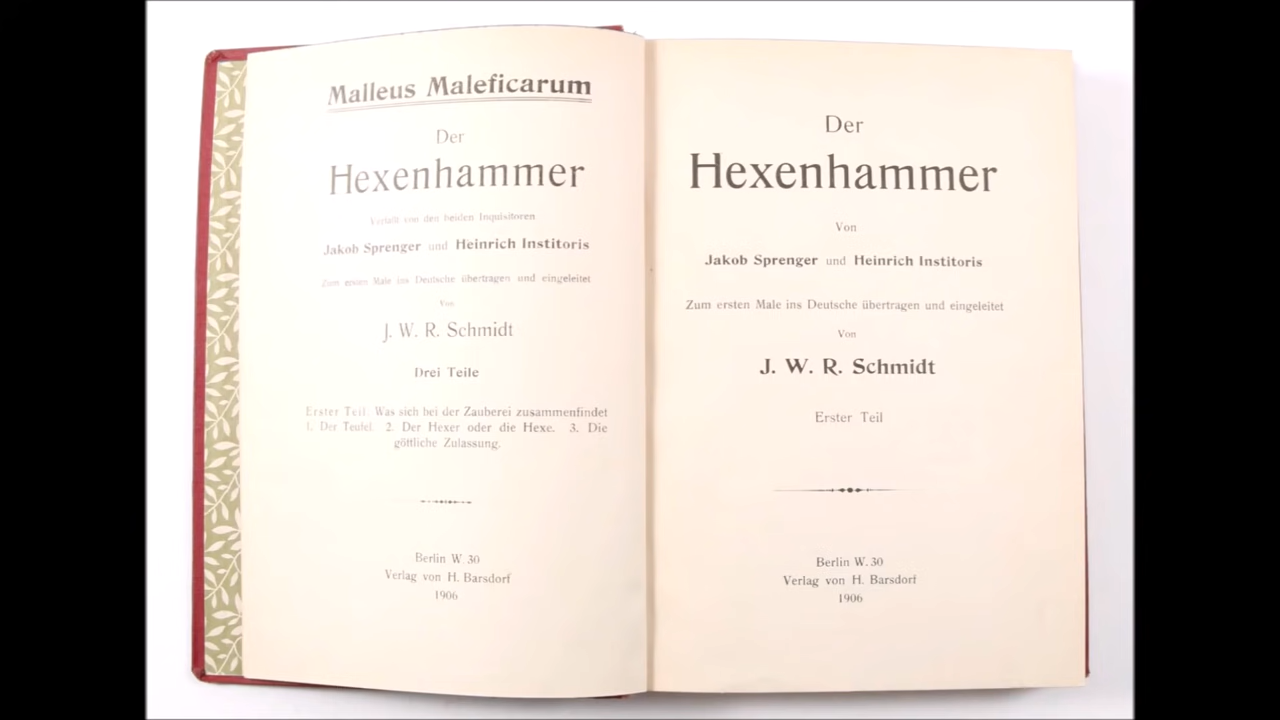 Malleus Maleficarum
Der
Hexenhammer
Verfaßt von den beiden Inquisitoren
Jakob Sprenger und Heinrich Institoris
Zum ersten Male ins Deutsche übertragen und eingeleitet
Von
J. W. R. Schmidt
Drei Teile
Erster Teil. Was sich bei der Zauberei zusammenfindet
1. Der Teufel. 2. Der Hexer oder die Hexe. 3. Die
göttliche Zulassung.
Berlin W. 30
Verlag von H. Barsdorf
1906
Der
Hexenhammer
Von
Jakob Sprenger und Heinrich Institoris
Zum ersten Male ins Deutsche übertragen und eingeleitet
Von
J. W. R. Schmidt
Erster Teil
Berlin W. 30
Verlag von H. Barsdorf
1906